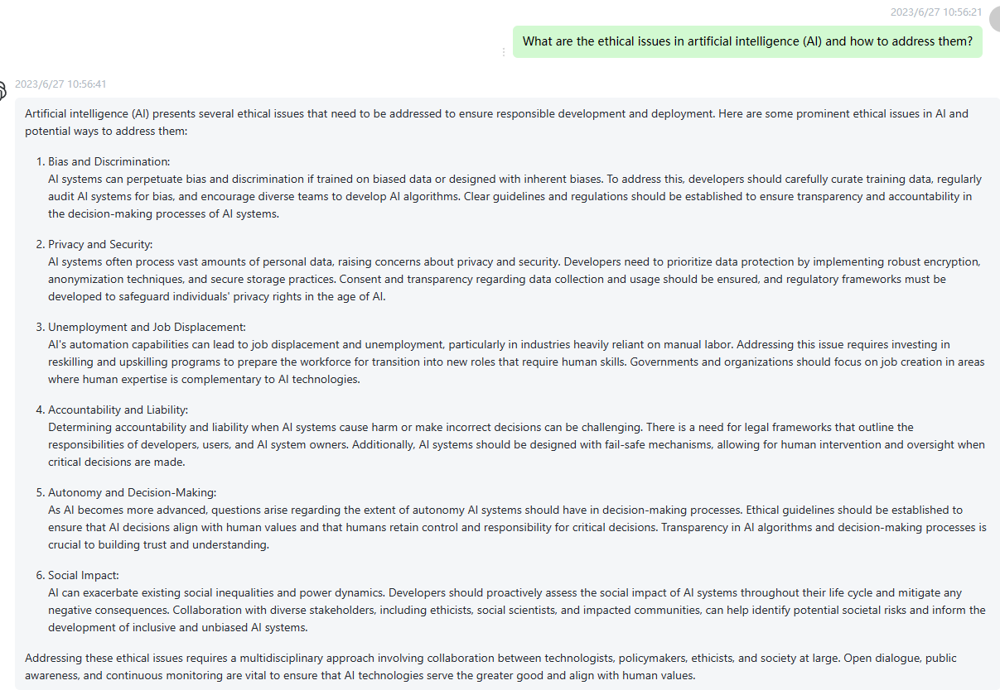 2023/6/27 10:56:21
What are the ethical issues in artificial intelligence (AI) and how to address them?
2023/6/27 10:56:41
Artificial intelligence (AI) presents several ethical issues that need to be addressed to ensure responsible development and deployment. Here are some prominent ethical issues in AI and
potential ways to address them:
1. Bias and Discrimination:
AI systems can perpetuate bias and discrimination if trained on biased data or designed with inherent biases. To address this, developers should carefully curate training data, regularly
audit AI systems for bias, and encourage diverse teams to develop AI algorithms. Clear guidelines and regulations should be established to ensure transparency and accountability in
the decision-making processes of AI systems.
2. Privacy and Security:
AI systems often process vast amounts of personal data, raising concerns about privacy and security. Developers need to prioritize data protection by implementing robust encryption,
anonymization techniques, and secure storage practices. Consent and transparency regarding data collection and usage should be ensured, and regulatory frameworks must be
developed to safeguard individuals' privacy rights in the age of AI.
3. Unemployment and Job Displacement:
AI's automation capabilities can lead to job displacement and unemployment, particularly in industries heavily reliant on manual labor. Addressing this issue requires investing in
reskilling and upskilling programs to prepare the workforce for transition into new roles that require human skills. Governments and organizations should focus on job creation in areas
where human expertise is complementary to AI technologies.
4. Accountability and Liability:
Determining accountability and liability when AI systems cause harm or make incorrect decisions can be challenging. There is a need for legal frameworks that outline the
responsibilities of developers, users, and AI system owners. Additionally, AI systems should be designed with fail-safe mechanisms, allowing for human intervention and oversight when
critical decisions are made.
5. Autonomy and Decision-Making:
As AI becomes more advanced, questions arise regarding the extent of autonomy AI systems should have in decision-making processes. Ethical guidelines should be established to
ensure that AI decisions align with human values and that humans retain control and responsibility for critical decisions. Transparency in AI algorithms and decision-making processes is
crucial to building trust and understanding.
6. Social Impact:
AI can exacerbate existing social inequalities and power dynamics. Developers should proactively assess the social impact of AI systems throughout their life cycle and mitigate any
negative consequences. Collaboration with diverse stakeholders, including ethicists, social scientists, and impacted communities, can help identify potential societal risks and inform the
development of inclusive and unbiased AI systems.
Addressing these ethical issues requires a multidisciplinary approach involving collaboration between technologists, policymakers, ethicists, and society at large. Open dialogue, public
awareness, and continuous monitoring are vital to ensure that AI technologies serve the greater good and align with human values.